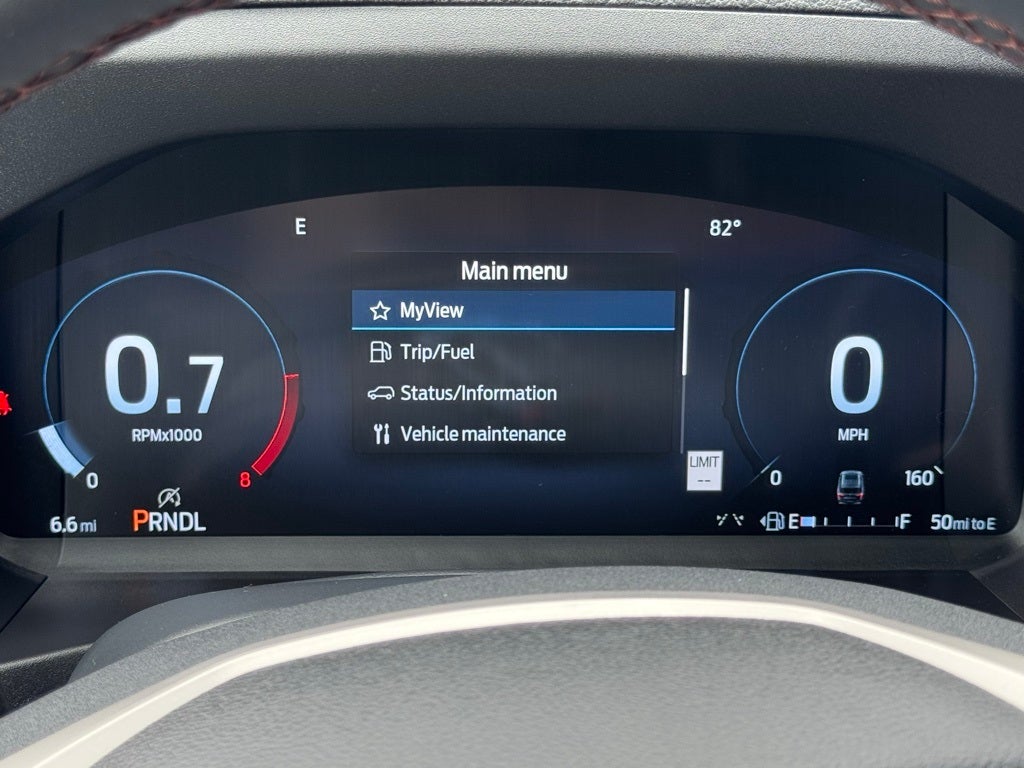 E
82°
Main menu
MyView
Trip/Fuel
Status/Information
Vehicle maintenance
0.7
RPMx1000
0
8
6.6 mi
PRNDL
0
MPH
0
160
LIMIT
--
E F
50mi to E